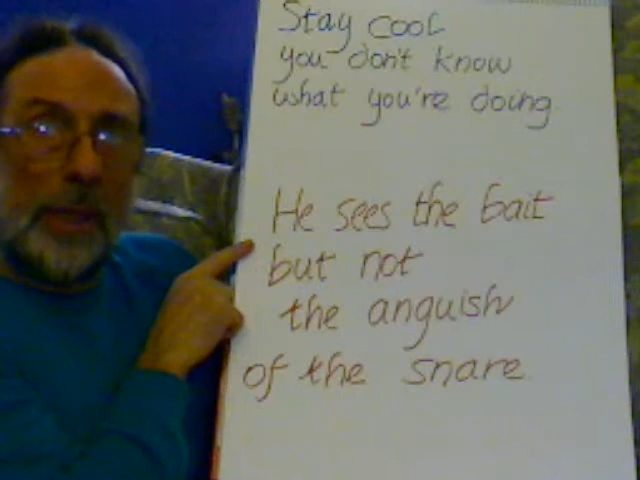 Stay cool
you don't know
what you're doing.
He sees the bait
but not
the anguish
of the snare.